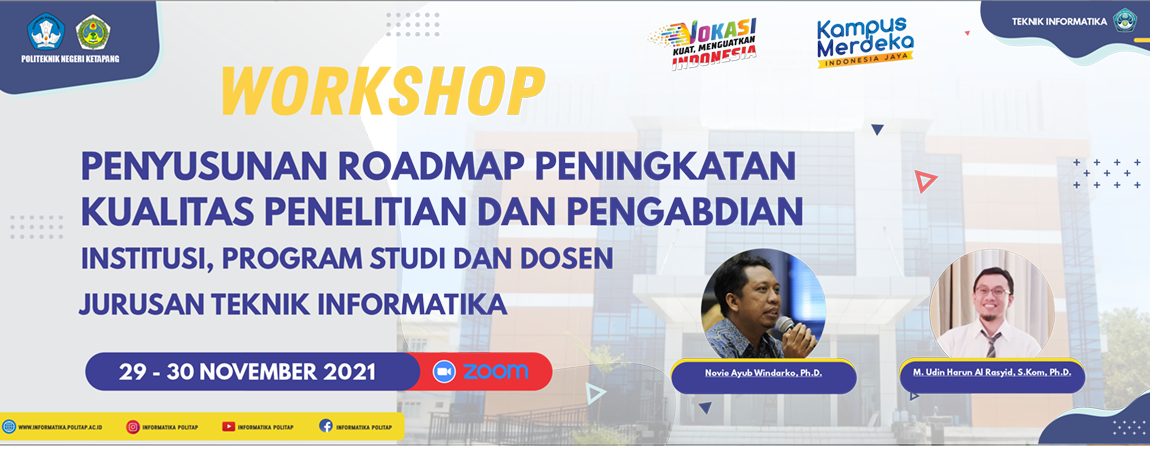 POLITEKNIK NEGERI KETAPANG
VOKASI
KUAT, MENGUATKAN
INDONESIA
Kampus
Merdeka
INDONESIA JAYA
TEKNIK INFORMATIKA
WORKSHOP
PENYUSUNAN ROADMAP PENINGKATAN
KUALITAS PENELITIAN DAN PENGABDIAN
INSTITUSI, PROGRAM STUDI DAN DOSEN
JURUSAN TEKNIK INFORMATIKA
29 - 30 NOVEMBER 2021
zoom
Novie Ayub Windarko, Ph.D.
M. Udin Harun Al Rasyid, S.Kom, Ph.D.
WWW.INFORMATIKA.POLITAP.AC.ID
INFORMATIKA POLITAP
INFORMATIKA POLITAP
INFORMATIKA POLITAP